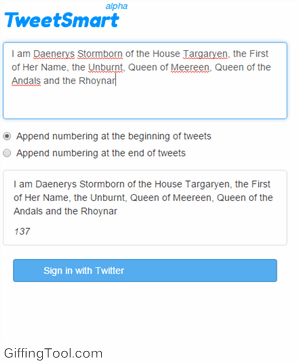 alpha
TweetSmart
I am Daenerys Stormborn of the House Targaryen, the First
of Her Name, the Unburnt, Queen of Meereen, Queen of the
Andals and the Rhoynar
Append numbering at the beginning of tweets
Append numbering at the end of tweets
I am Daenerys Stormborn of the House Targaryen, the First
of Her Name, the Unburnt, Queen of Meereen, Queen of the
Andals and the Rhoynar
137
Sign in with Twitter
GiffingTool.com